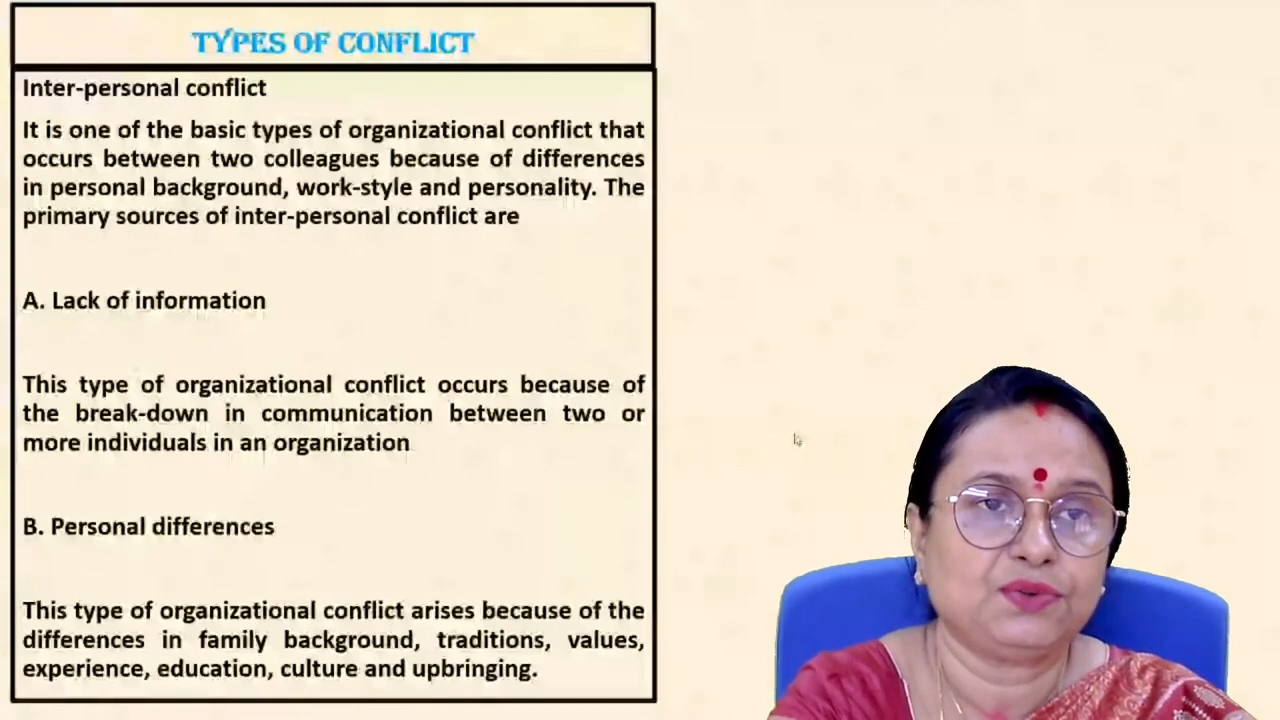 TYPES OF CONFLICT
Inter-personal conflict
It is one of the basic types of organizational conflict that
occurs between two colleagues because of differences
in personal background, work-style and personality. The
primary sources of inter-personal conflict are
A. Lack of information
This type of organizational conflict occurs because of
the break-down in communication between two or
more individuals in an organization
B. Personal differences
This type of organizational conflict arises because of the
differences in family background, traditions, values,
experience, education, culture and upbringing.